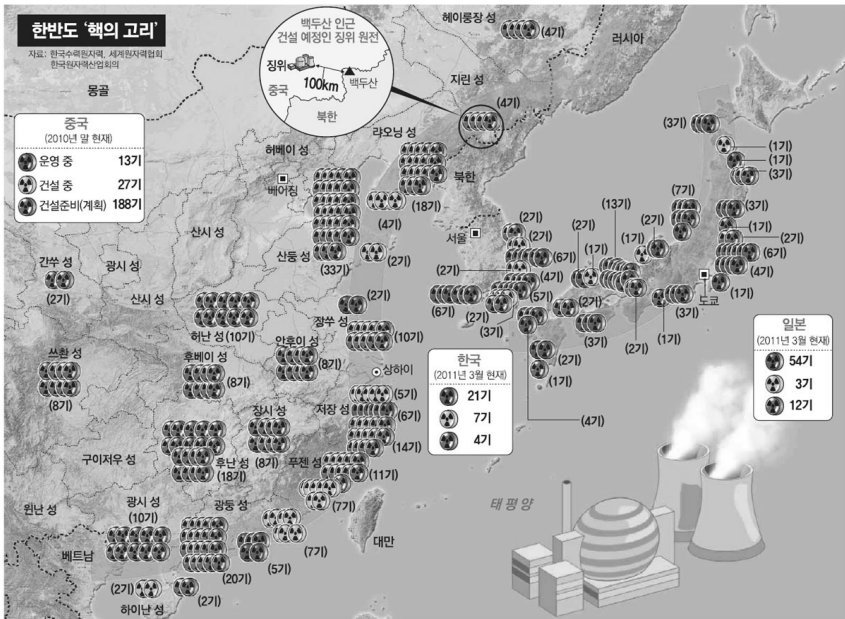 한반도 ‘핵의 고리’
자료: 한국수력원자력, 세계원자력협회
한국원자력산업회의
몽골
중국
(2010년 말 현재)
운영 중 13기
건설 중 27기
건설준비(계획) 188기
백두산 인근
건설 예정인 징위 원전
징위
100km
백두산
중국
북한
헤이룽장 성
(4기)
러시아
지린 성
(4기)
랴오닝 성
(18기)
북한
허베이 성
베이징
(4기)
산시 성
산둥 성
(33기)
(2기)
간쑤 성
(2기)
광시 성
산시 성
허난 성
(10기)
(2기)
장쑤 성
(10기)
쓰촨 성
(8기)
후베이 성
(8기)
안후이 성
(8기)
상하이
(5기)
저장 성
(6기)
(14기)
장시 성
(8기)
구이저우 성
후난 성
(18기)
푸젠 성
(11기)
(7기)
윈난 성
광시 성
(10기)
광둥 성
(20기)
(5기)
(7기)
대만
베트남
(2기)
하이난 성
(2기)
서울
(2기)
(2기)
(6기)
(2기)
(4기)
(5기)
(6기)
(2기)
(3기)
한국
(2011년 3월 현재)
21기
7기
4기
(3기)
(1기)
(1기)
(3기)
(7기)
(3기)
(1기)
(2기)
(6기)
(4기)
(1기)
도쿄
(13기)
(2기)
(2기)
(1기)
(1기)
(2기)
(3기)
(1기)
(3기)
(2기)
(2기)
(1기)
(4기)
일본
(2011년 3월 현재)
54기
3기
12기
태평양